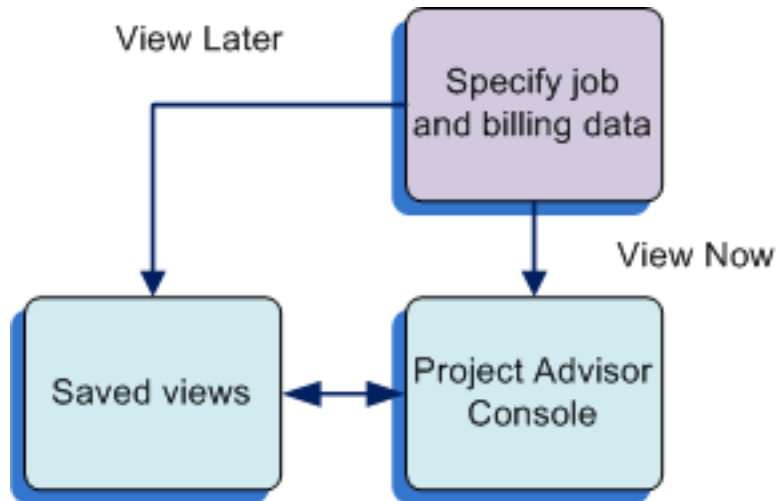 View Later
Specify job
and billing data
View Now
Saved views
Project Advisor
Console